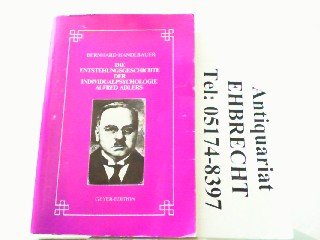 BERNHARD HANDLBAUER
DIE
ENTSTEHUNGSGESCHICHTE
DER
INDIVIDUALPSYCHOLOGIE
ALFRED ADLERS
GEYER-EDITION
Antiquariat
EHBRECHT
Tel: 05174-8397